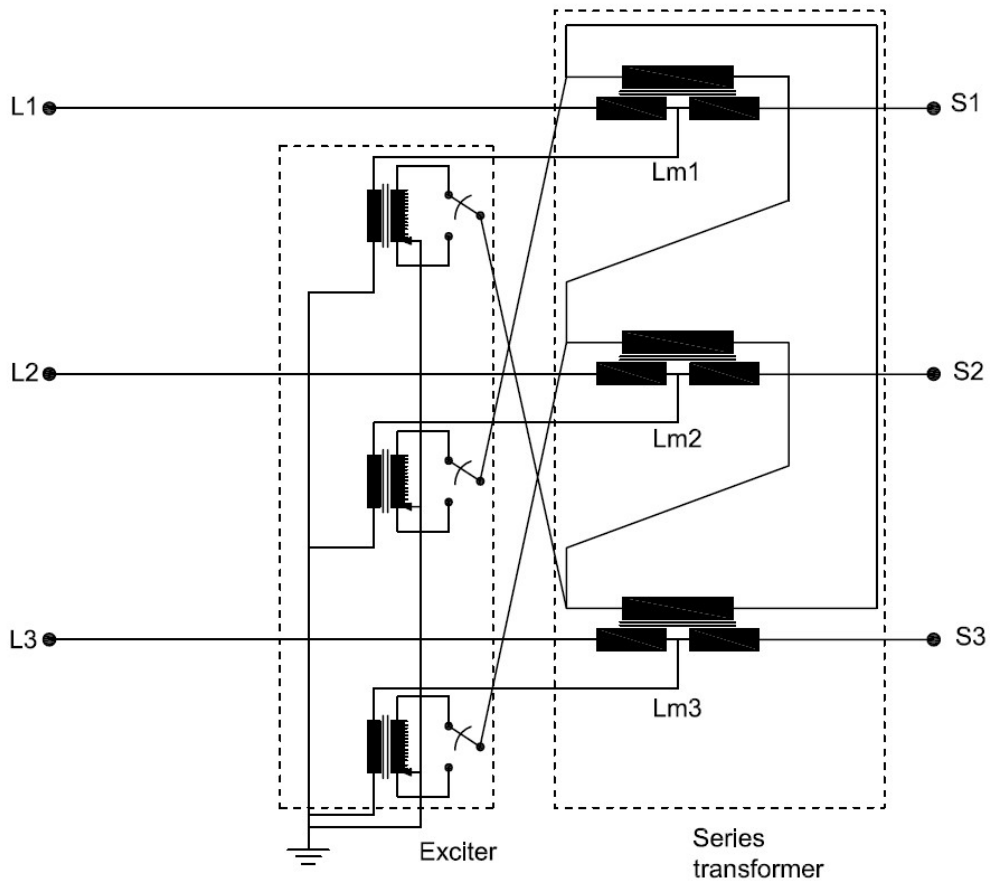 L1
S1
Lm1
L2
S2
Lm2
L3
S3
Lm3
Exciter
Series
transformer